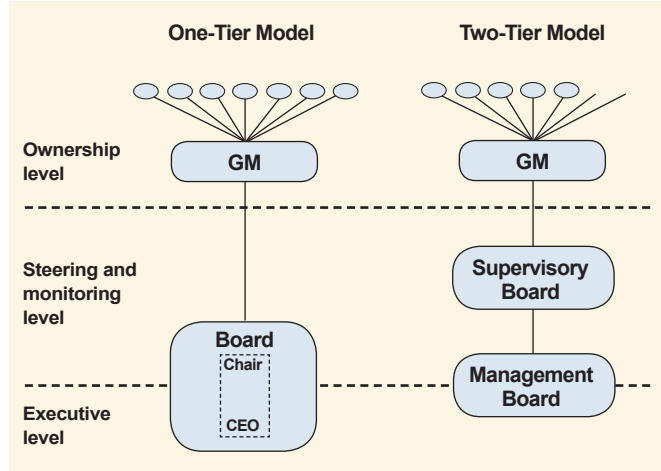 One-Tier Model
Two-Tier Model
Ownership
level
GM
GM
Steering and
monitoring
level
Supervisory
Board
Board
Chair
CEO
Management
Board
Executive
level